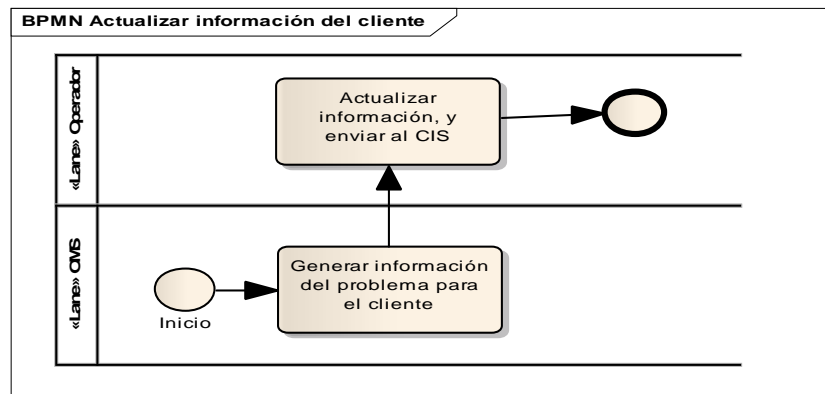 BPMN Actualizar información del cliente
«Lane» Operador
Actualizar
información, y
enviar al CIS
«Lane» OMS
Generar información
del problema para
el cliente
Inicio